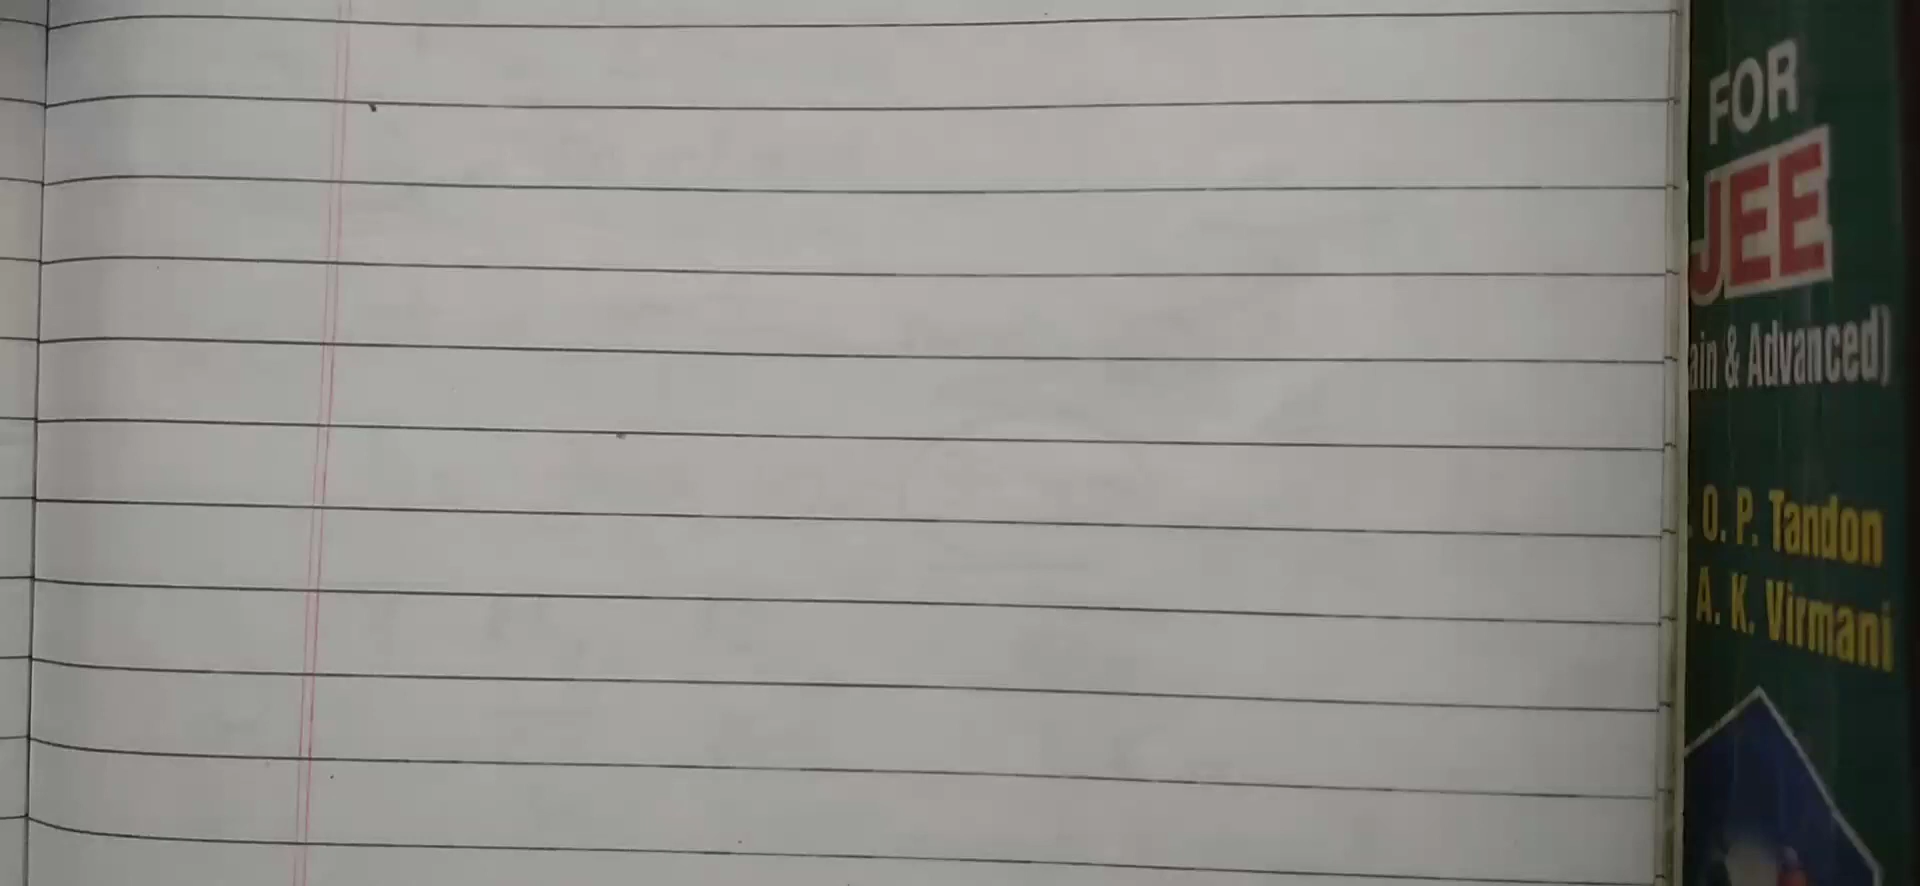 FOR
JEE
ain & Advanced)
. O. P. Tandon
A. K. Virmani